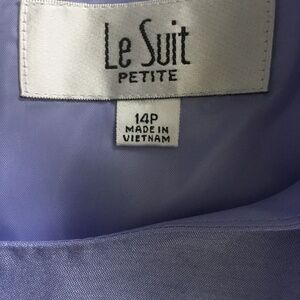 Le Suit
PETITE
14P
MADE IN
VIETNAM